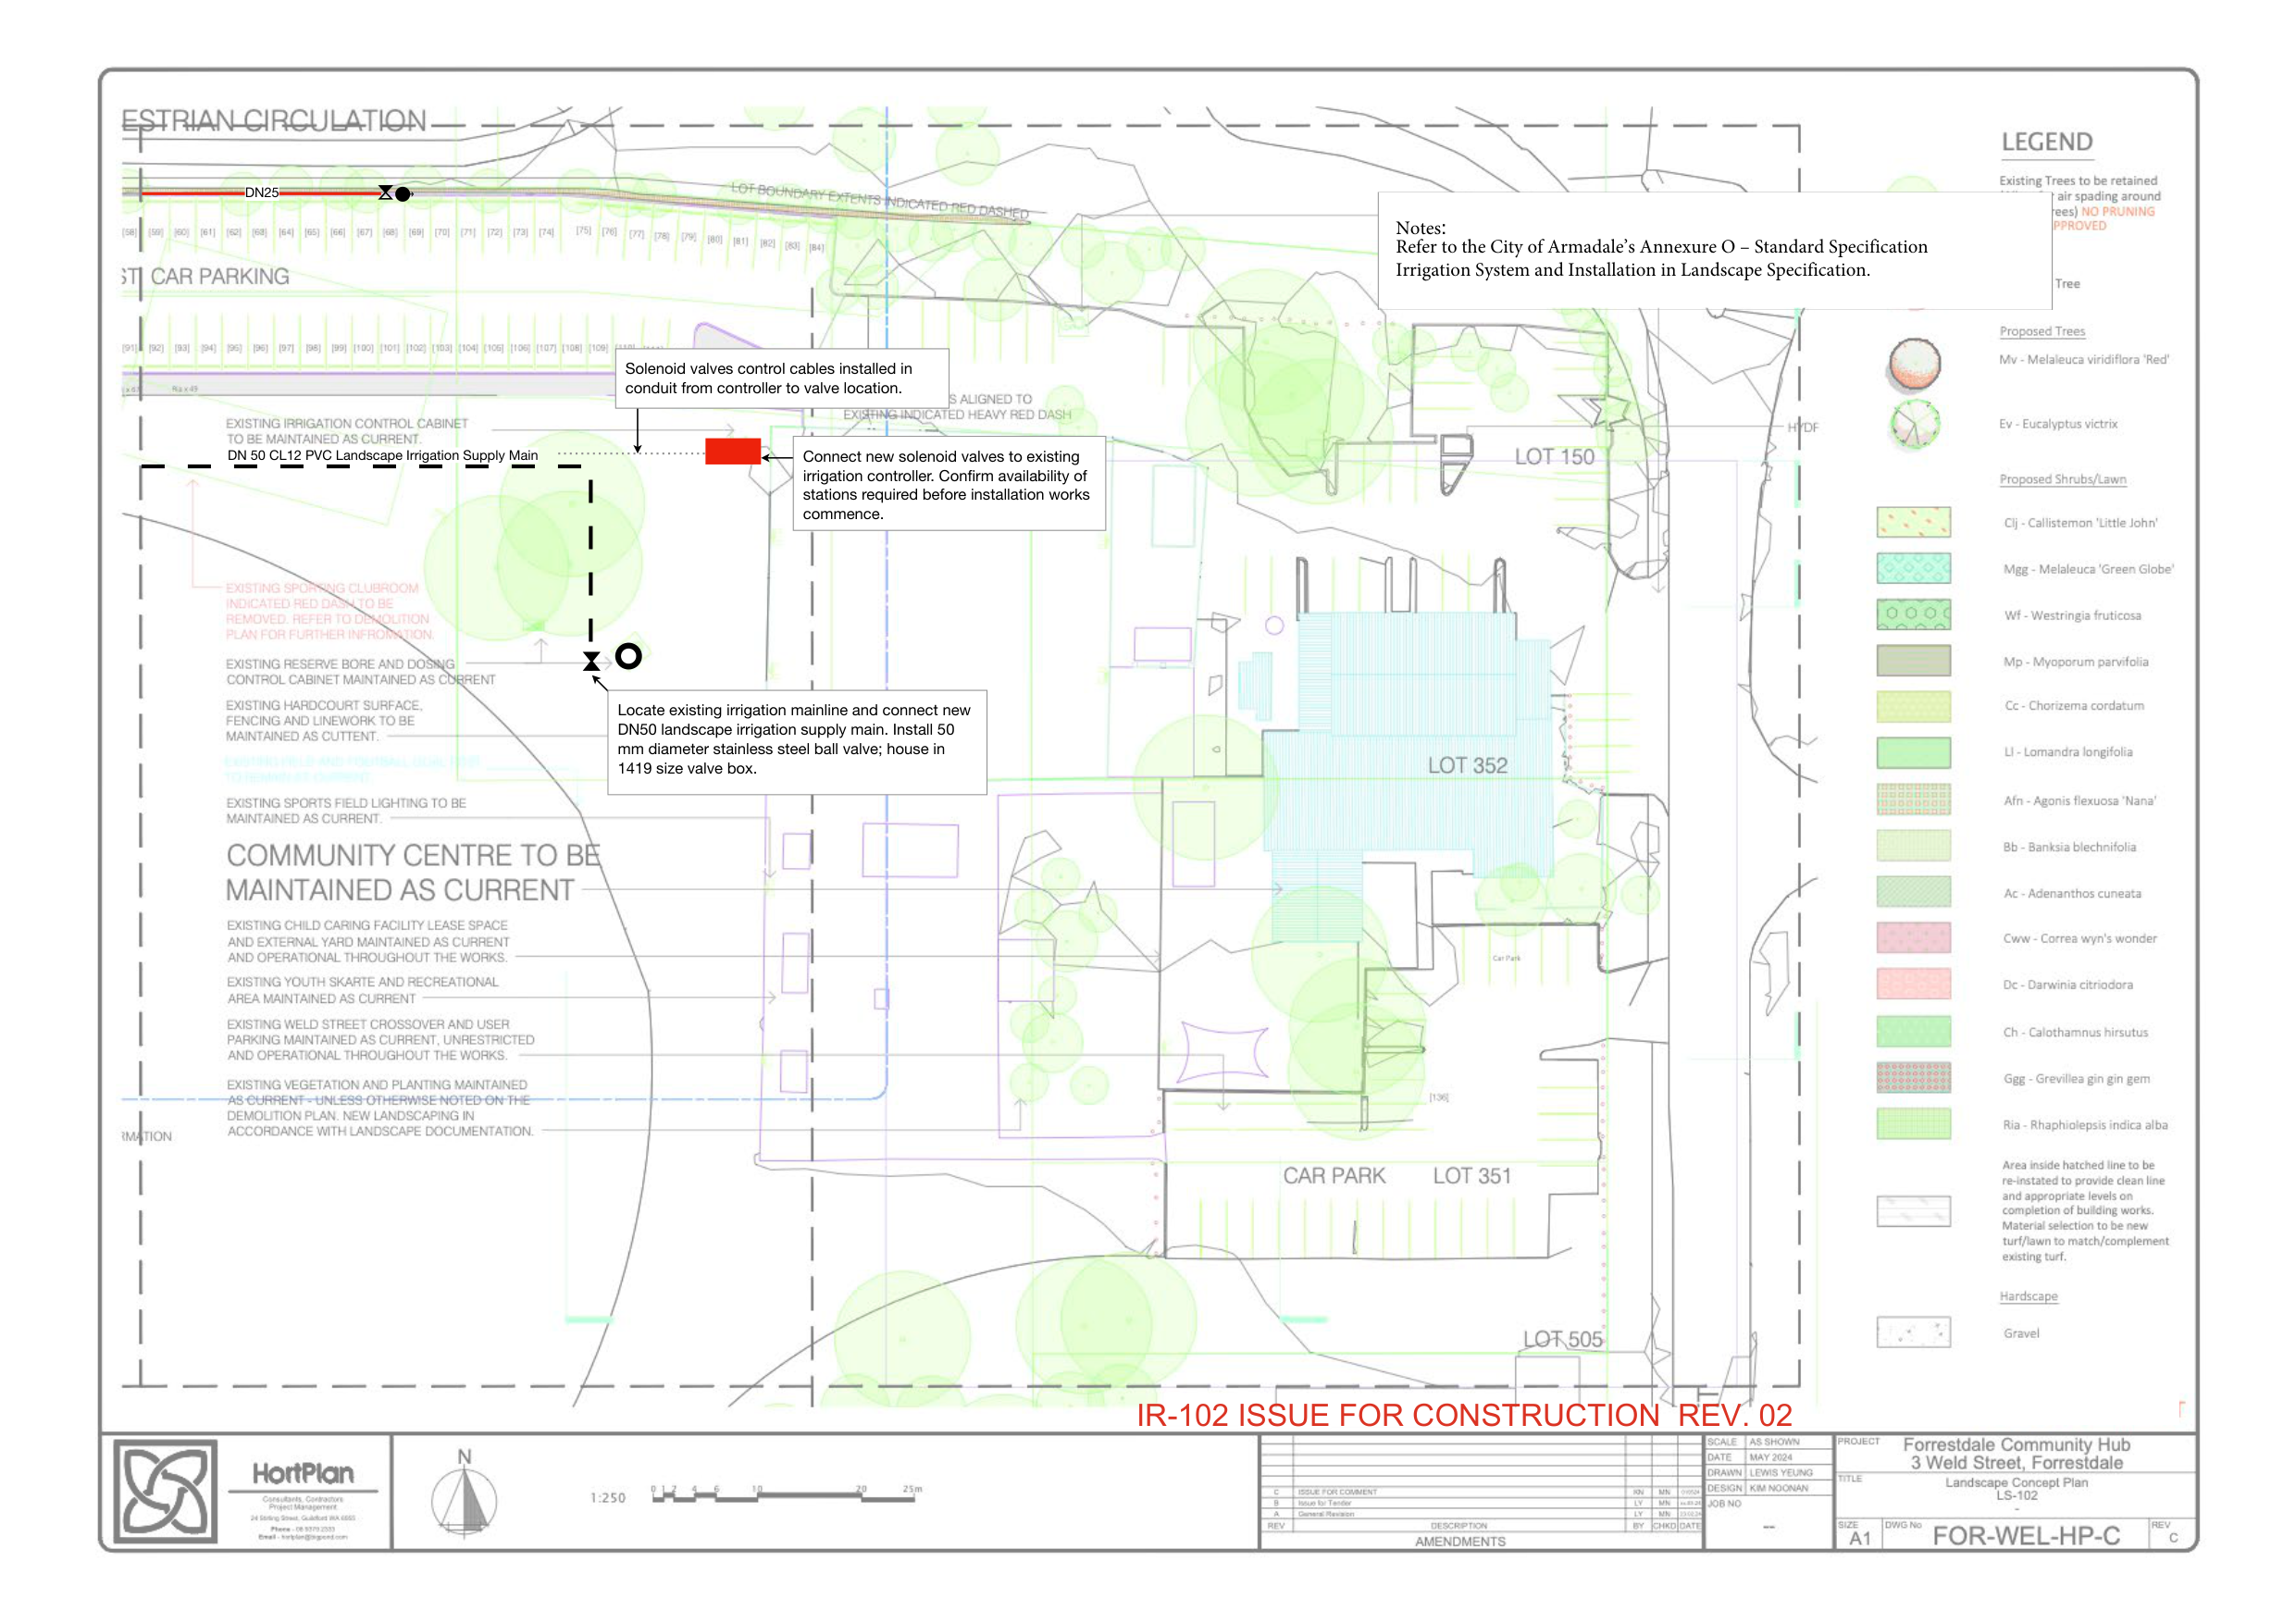 ESTRIAN CIRCULATION
DN25
LOT BOUNDARY EXTENTS INDICATED RED DASHED
[58] [59] [60] [61] [62] [63] [64] [65] [66] [67] [68] [69] [70] [71] [72] [73] [74] [75] [76] [77] [78] [79] [80] [81] [82] [83] [84]
ST CAR PARKING
[91] [92] [93] [94] [95] [96] [97] [98] [99] [100] [101] [102] [103] [104] [105] [106] [107] [108] [109]
Ria x 49
Solenoid valves control cables installed in
conduit from controller to valve location.
S ALIGNED TO
EXISTING INDICATED HEAVY RED DASH
EXISTING IRRIGATION CONTROL CABINET
TO BE MAINTAINED AS CURRENT.
DN 50 CL12 PVC Landscape Irrigation Supply Main
Connect new solenoid valves to existing
irrigation controller. Confirm availability of
stations required before installation works
commence.
Notes:
Refer to the City of Armadale’s Annexure O – Standard Specification
Irrigation System and Installation in Landscape Specification.
HYDF
LOT 150
EXISTING SPORTING CLUBROOM
INDICATED RED DASH TO BE
REMOVED. REFER TO DEMOLITION
PLAN FOR FURTHER INFROMATION.
EXISTING RESERVE BORE AND DOSING
CONTROL CABINET MAINTAINED AS CURRENT
EXISTING HARDCOURT SURFACE,
FENCING AND LINEWORK TO BE
MAINTAINED AS CUTTENT.
Locate existing irrigation mainline and connect new
DN50 landscape irrigation supply main. Install 50
mm diameter stainless steel ball valve; house in
1419 size valve box.
EXISTING FIELD AND FOOTBALL GOAL POST
TO REMAIN AS CURRENT.
EXISTING SPORTS FIELD LIGHTING TO BE
MAINTAINED AS CURRENT.
LOT 352
COMMUNITY CENTRE TO BE
MAINTAINED AS CURRENT
EXISTING CHILD CARING FACILITY LEASE SPACE
AND EXTERNAL YARD MAINTAINED AS CURRENT
AND OPERATIONAL THROUGHOUT THE WORKS.
Car Park
EXISTING YOUTH SKARTE AND RECREATIONAL
AREA MAINTAINED AS CURRENT
EXISTING WELD STREET CROSSOVER AND USER
PARKING MAINTAINED AS CURRENT, UNRESTRICTED
AND OPERATIONAL THROUGHOUT THE WORKS.
EXISTING VEGETATION AND PLANTING MAINTAINED
AS CURRENT - UNLESS OTHERWISE NOTED ON THE
DEMOLITION PLAN. NEW LANDSCAPING IN
ACCORDANCE WITH LANDSCAPE DOCUMENTATION.
[136]
RMATION
CAR PARK LOT 351
LOT 505
LEGEND
Existing Trees to be retained
air spading around
rees) NO PRUNING
PPROVED
Tree
Proposed Trees
Mv - Melaleuca viridiflora 'Red'
Ev - Eucalyptus victrix
Proposed Shrubs/Lawn
Clj - Callistemon 'Little John'
Mgg - Melaleuca 'Green Globe'
Wf - Westringia fruticosa
Mp - Myoporum parvifolia
Cc - Chorizema cordatum
Ll - Lomandra longifolia
Afn - Agonis flexuosa 'Nana'
Bb - Banksia blechnifolia
Ac - Adenanthos cuneata
Cww - Correa wyn's wonder
Dc - Darwinia citriodora
Ch - Calothamnus hirsutus
Ggg - Grevillea gin gin gem
Ria - Rhaphiolepsis indica alba
Area inside hatched line to be
re-instated to provide clean line
and appropriate levels on
completion of building works.
Material selection to be new
turf/lawn to match/complement
existing turf.
Hardscape
Gravel
IR-102 ISSUE FOR CONSTRUCTION REV. 02
HortPlan
Consultants, Contractors
Project Management
24 Stirling Street, Guildford WA 6055
Phone - 08 9379 2303
Email - hortplan@bigpond.com
N
1:250
0 1 2 4 6 10 20 25m
C ISSUE FOR COMMENT KN MN
B Issue for Tender LY MN
A General Revision LY MN
REV DESCRIPTION BY CHKD DATE
AMENDMENTS
SCALE AS SHOWN
DATE MAY 2024
DRAWN LEWIS YEUNG
DESIGN KIM NOONAN
JOB NO
--
PROJECT
Forrestdale Community Hub
3 Weld Street, Forrestdale
TITLE
Landscape Concept Plan
LS-102
-
SIZE
A1
DWG No
FOR-WEL-HP-C
REV
C